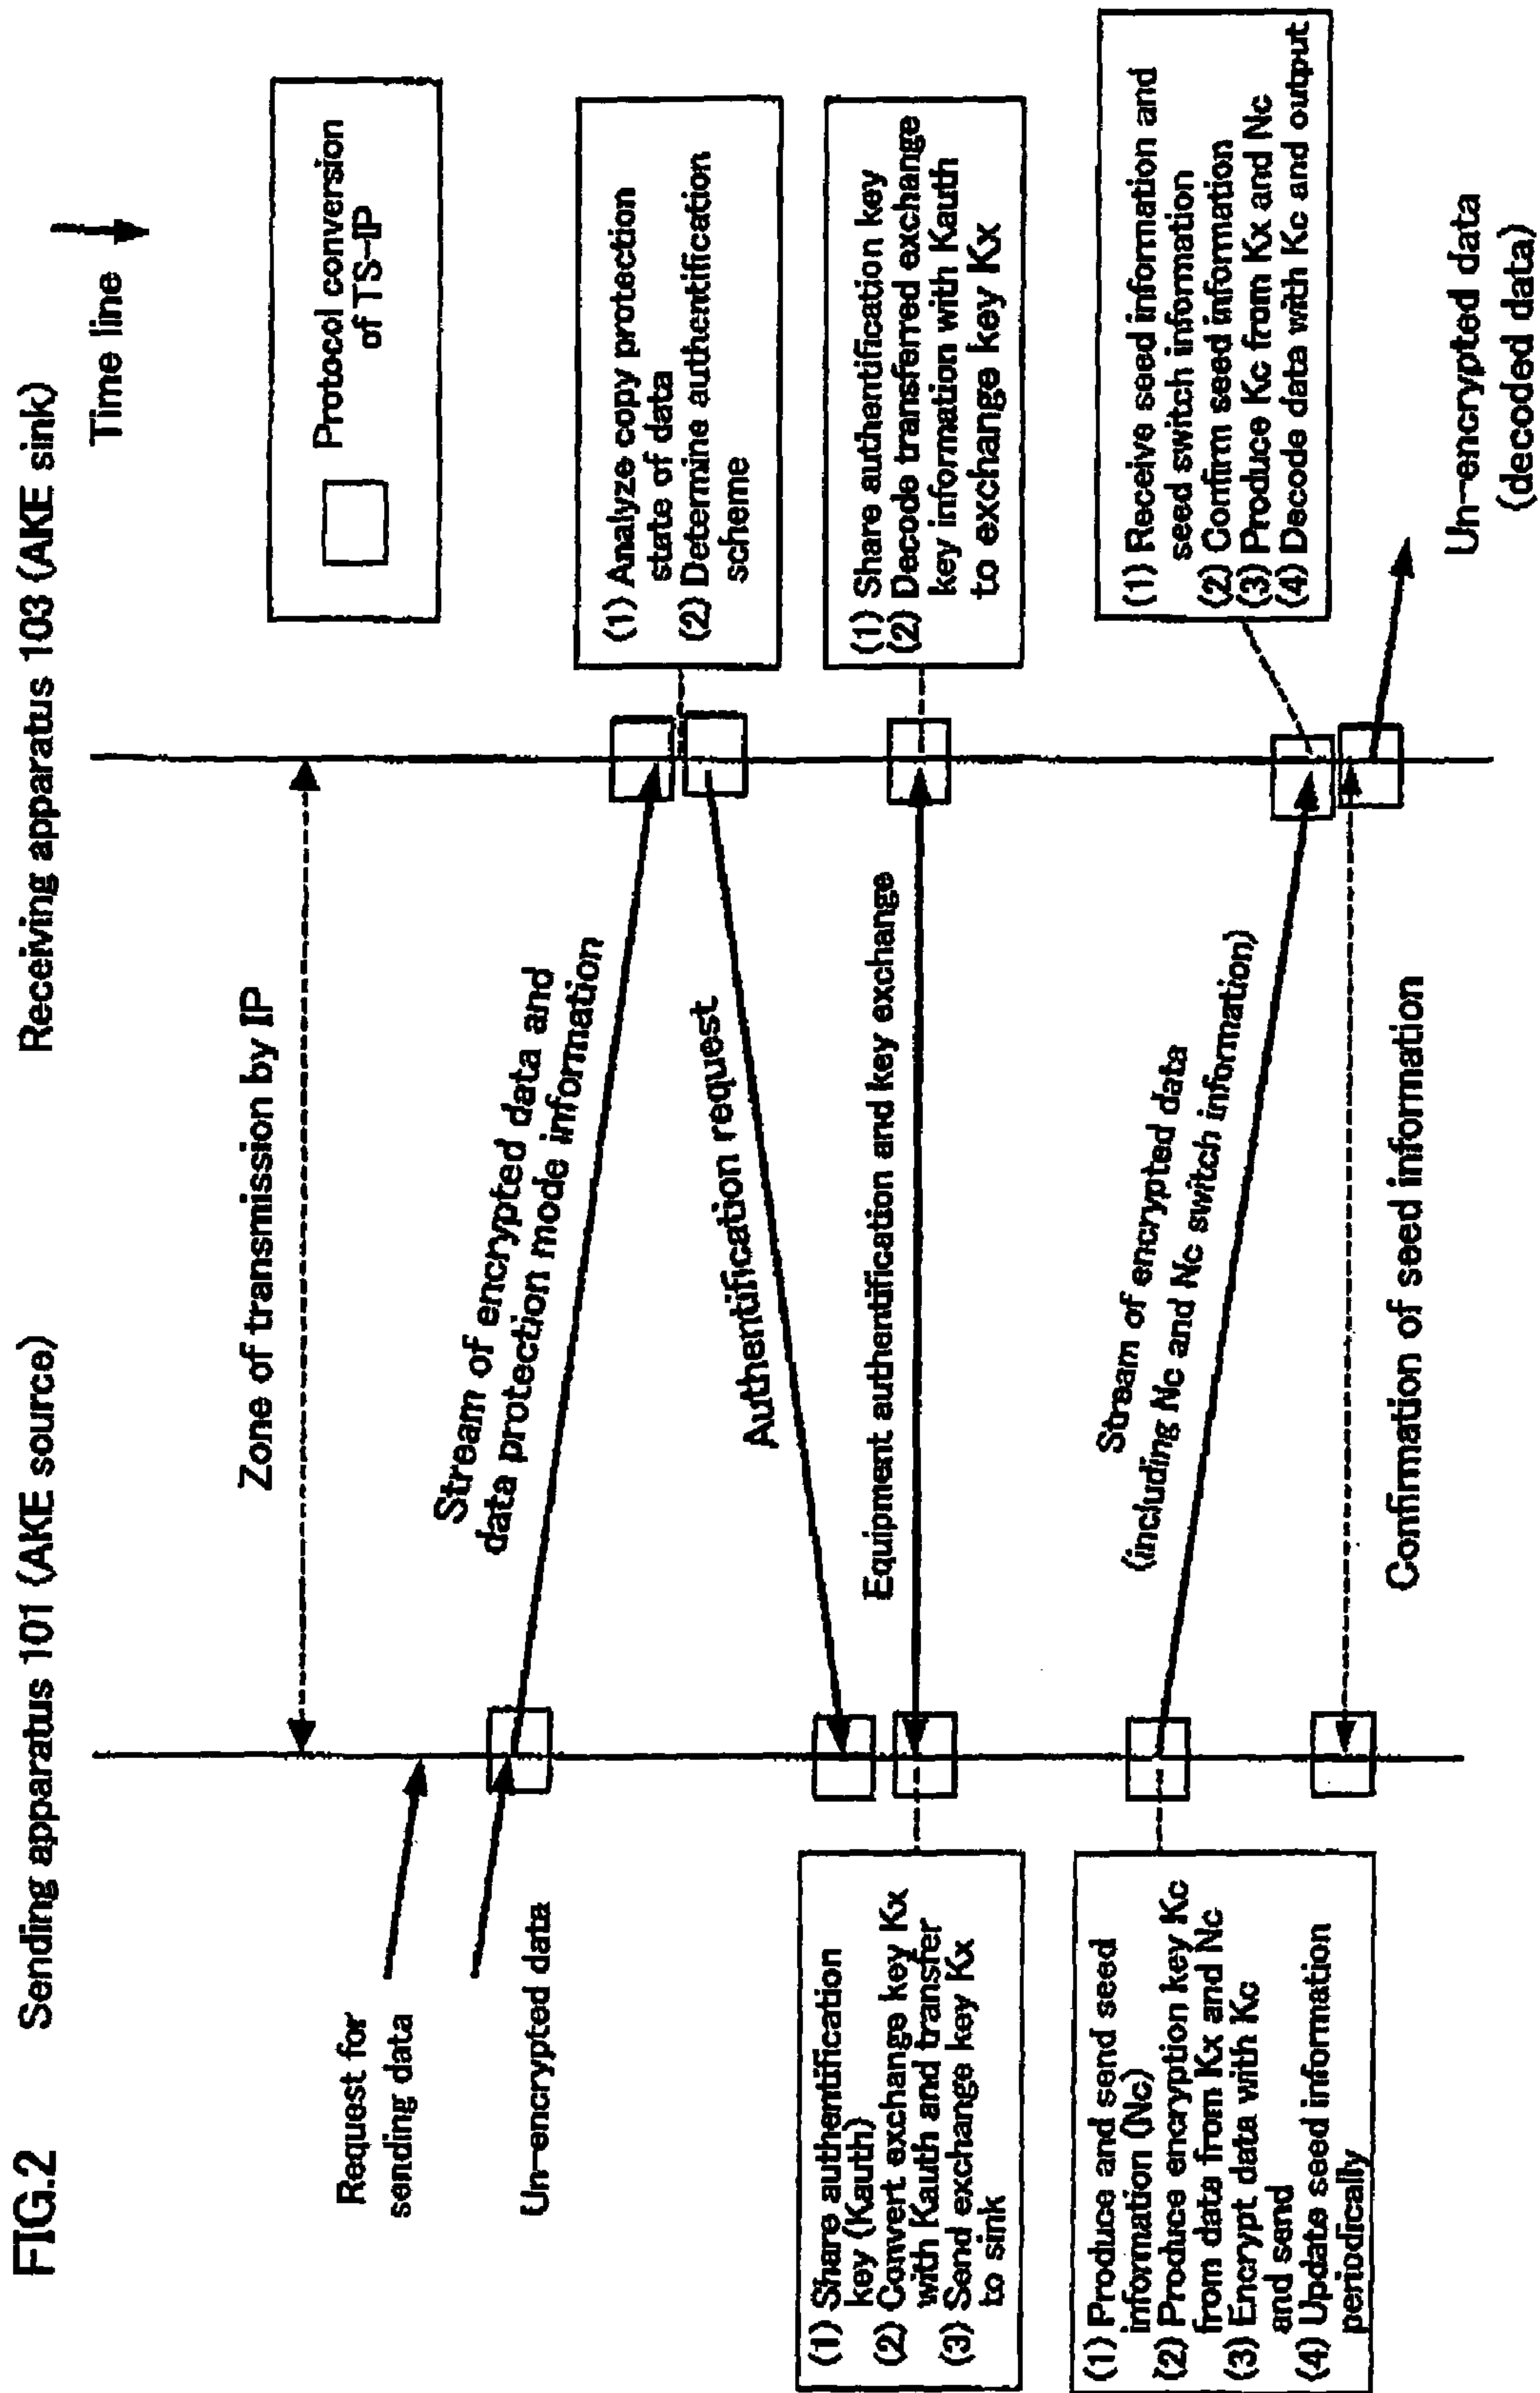 FIG.2
Sending apparatus 101 (AKE source)
Receiving apparatus 103 (AKE sink)
Time line
Zone of transmission by IP
Protocol conversion
of TS-IP
Request for
sending data
Un-encrypted data
Stream of encrypted data and
data protection mode information
(1) Analyze copy protection
state of data
(2) Determine authentification
scheme
Authentification request
(1) Share authentification
key (Kauth)
(2) Convert exchange key Kx
with Kauth and transfer
(3) Send exchange key Kx
to sink
Equipment authentification and key exchange
(1) Share authentification key
(2) Decode transferred exchange
key information with Kauth
to exchange key Kx
(1) Produce and send seed
information (Nc)
(2) Produce encryption key Kc
from data from Kx and Nc
(3) Encrypt data with Kc
and send
(4) Update seed information
periodically
Stream of encrypted data
(including Nc and Nc switch information)
(1) Receive seed information and
seed switch information
(2) Confirm seed information
(3) Produce Kc from Kx and Nc
(4) Decode data with Kc and output
Confirmation of seed information
Un-encrypted data
(decoded data)